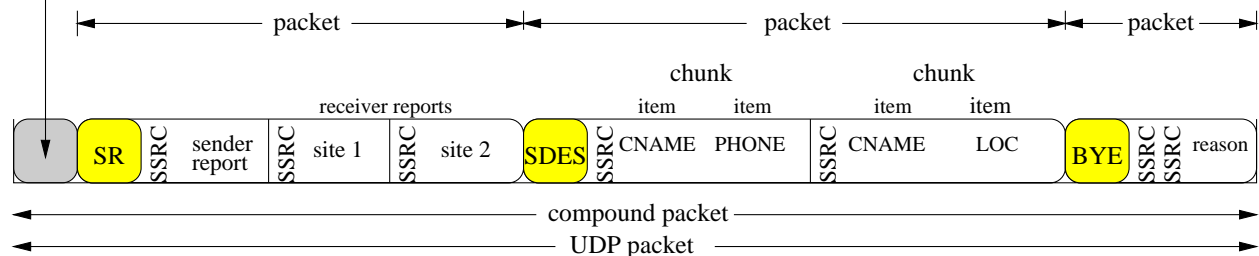 packet packet packet
chunk chunk
receiver reports item item item item
SR SSRC sender report SSRC site 1 SSRC site 2 SDES SSRC CNAME PHONE SSRC CNAME LOC BYE SSRC SSRC reason
compound packet
UDP packet